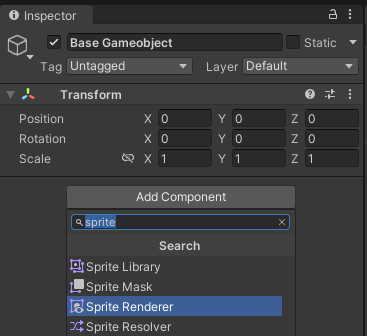 Inspector
Base Gameobject Static
Tag Untagged Layer Default
Transform
Position X 0 Y 0 Z 0
Rotation X 0 Y 0 Z 0
Scale X 1 Y 1 Z 1
Add Component
sprite
Search
Sprite Library
Sprite Mask
Sprite Renderer
Sprite Resolver